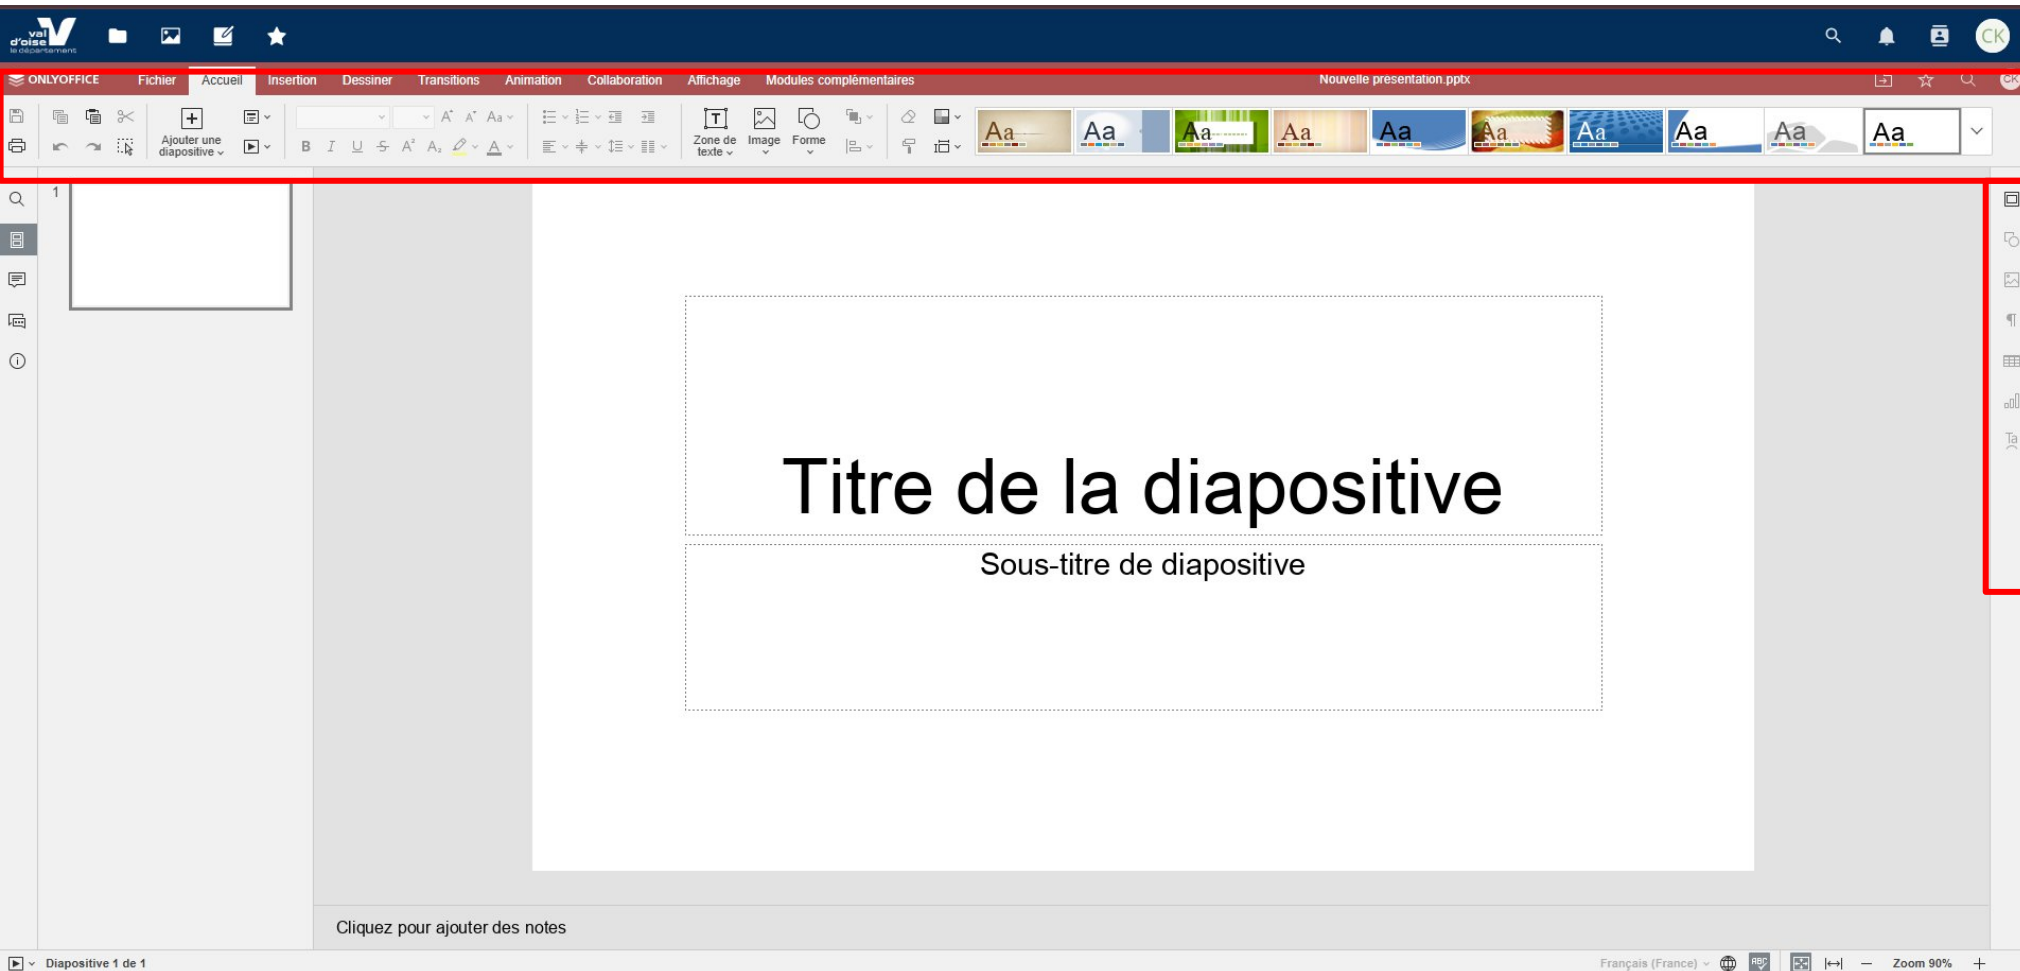 val
d'oise
le département
CK
ONLYOFFICE Fichier Accueil Insertion Dessiner Transitions Animation Collaboration Affichage Modules complémentaires Nouvelle présentation.pptx CK
Ajouter une
diapositive
Zone de
texte
Image
Forme
Aa Aa Aa Aa Aa Aa Aa Aa Aa Aa
1
Titre de la diapositive
Sous-titre de diapositive
Cliquez pour ajouter des notes
Diapositive 1 de 1 Français (France) Zoom 90%